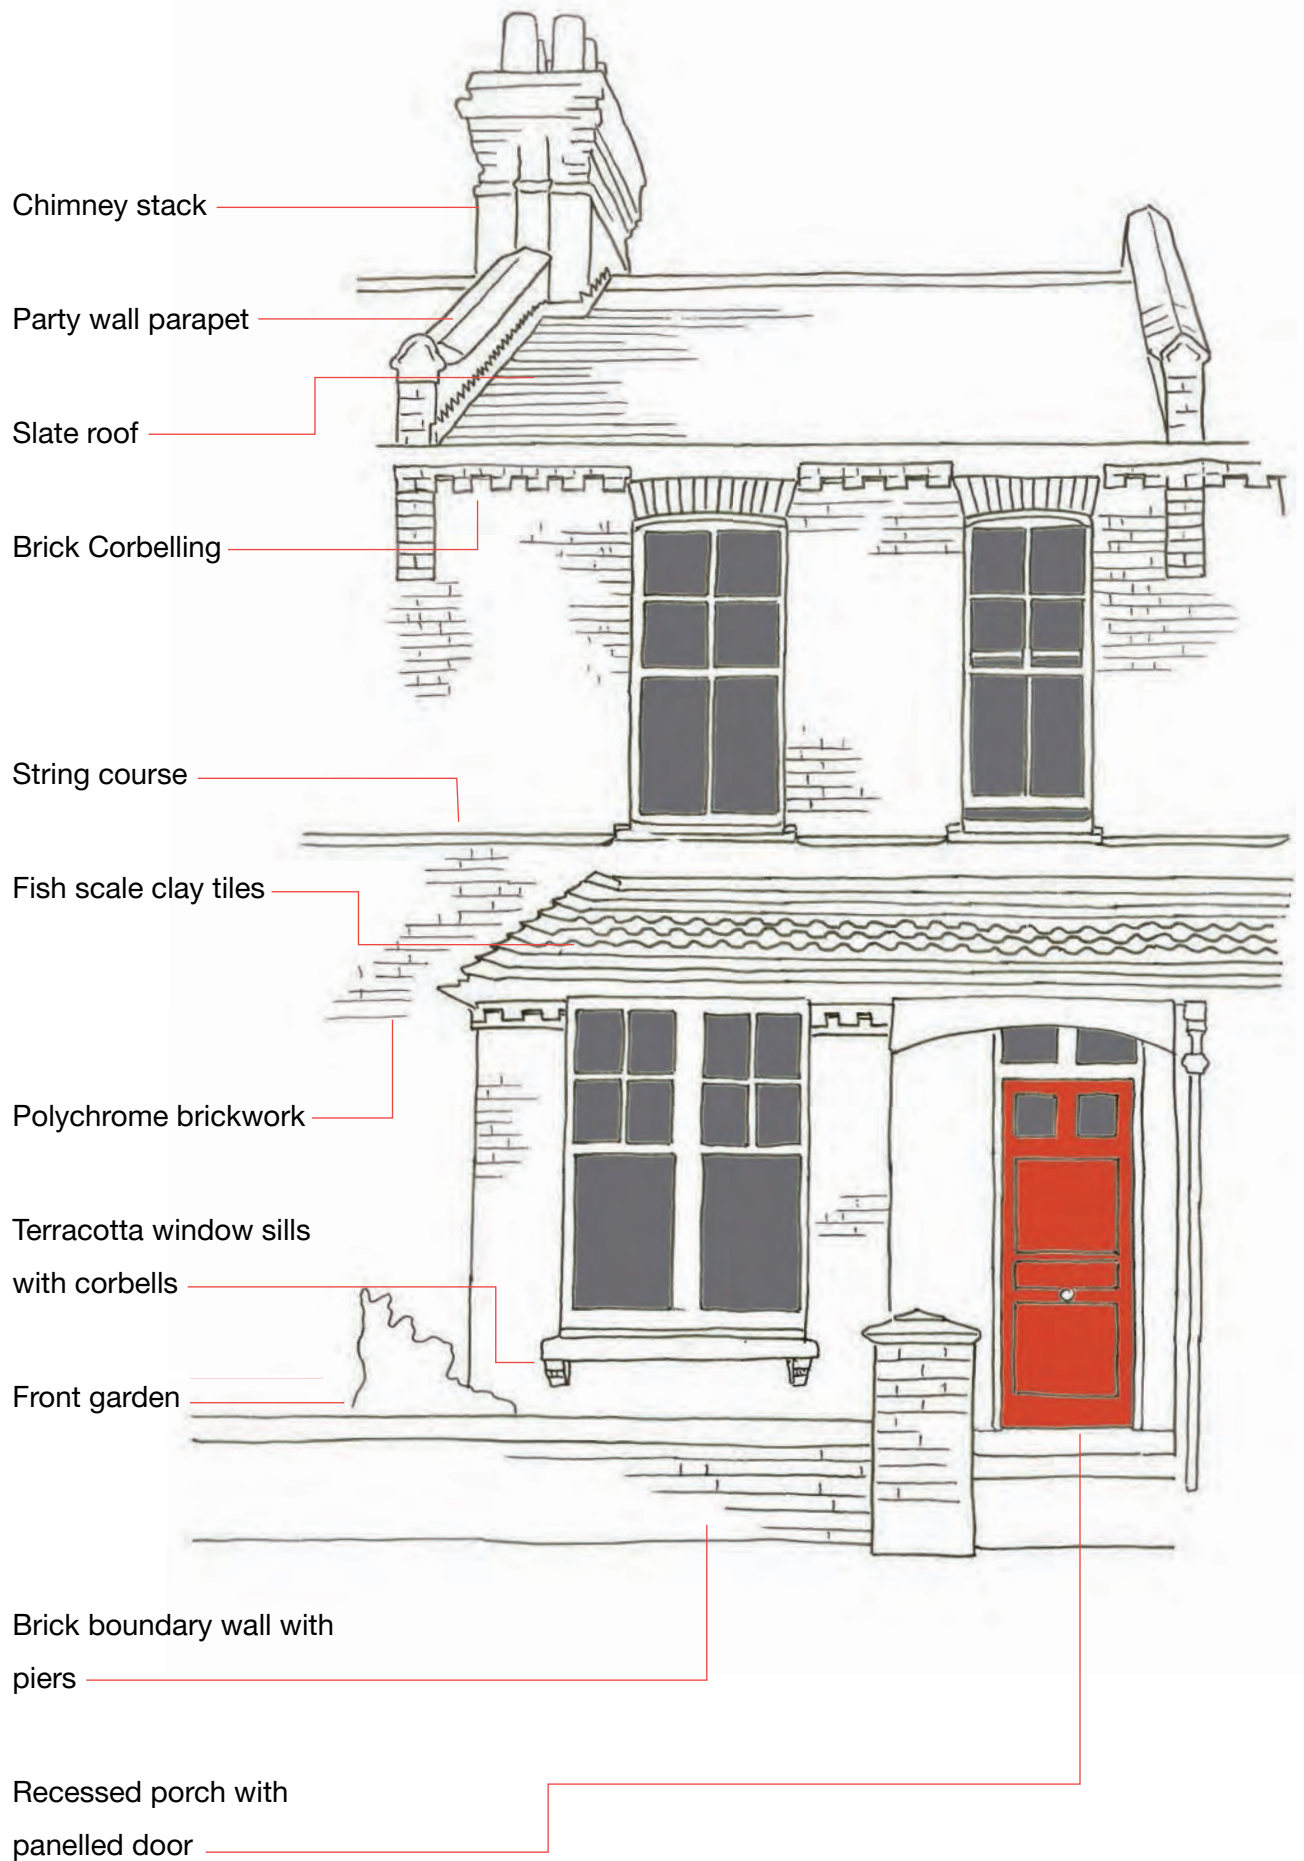 Chimney stack
Party wall parapet
Slate roof
Brick Corbelling
String course
Fish scale clay tiles
Polychrome brickwork
Terracotta window sills
with corbells
Front garden
Brick boundary wall with
piers
Recessed porch with
panelled door